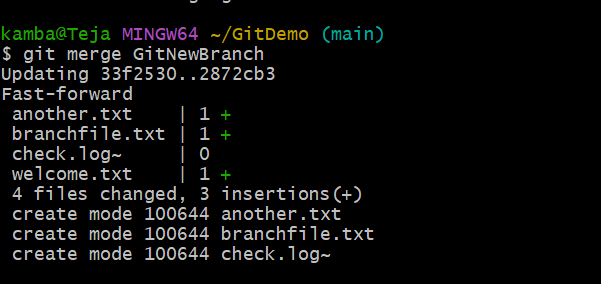 kamba@Teja MINGW64 ~/GitDemo (main)
$ git merge GitNewBranch
Updating 33f2530..2872cb3
Fast-forward
 another.txt    | 1 +
 branchfile.txt | 1 +
 check.log~     | 0
 welcome.txt    | 1 +
 4 files changed, 3 insertions(+)
 create mode 100644 another.txt
 create mode 100644 branchfile.txt
 create mode 100644 check.log~